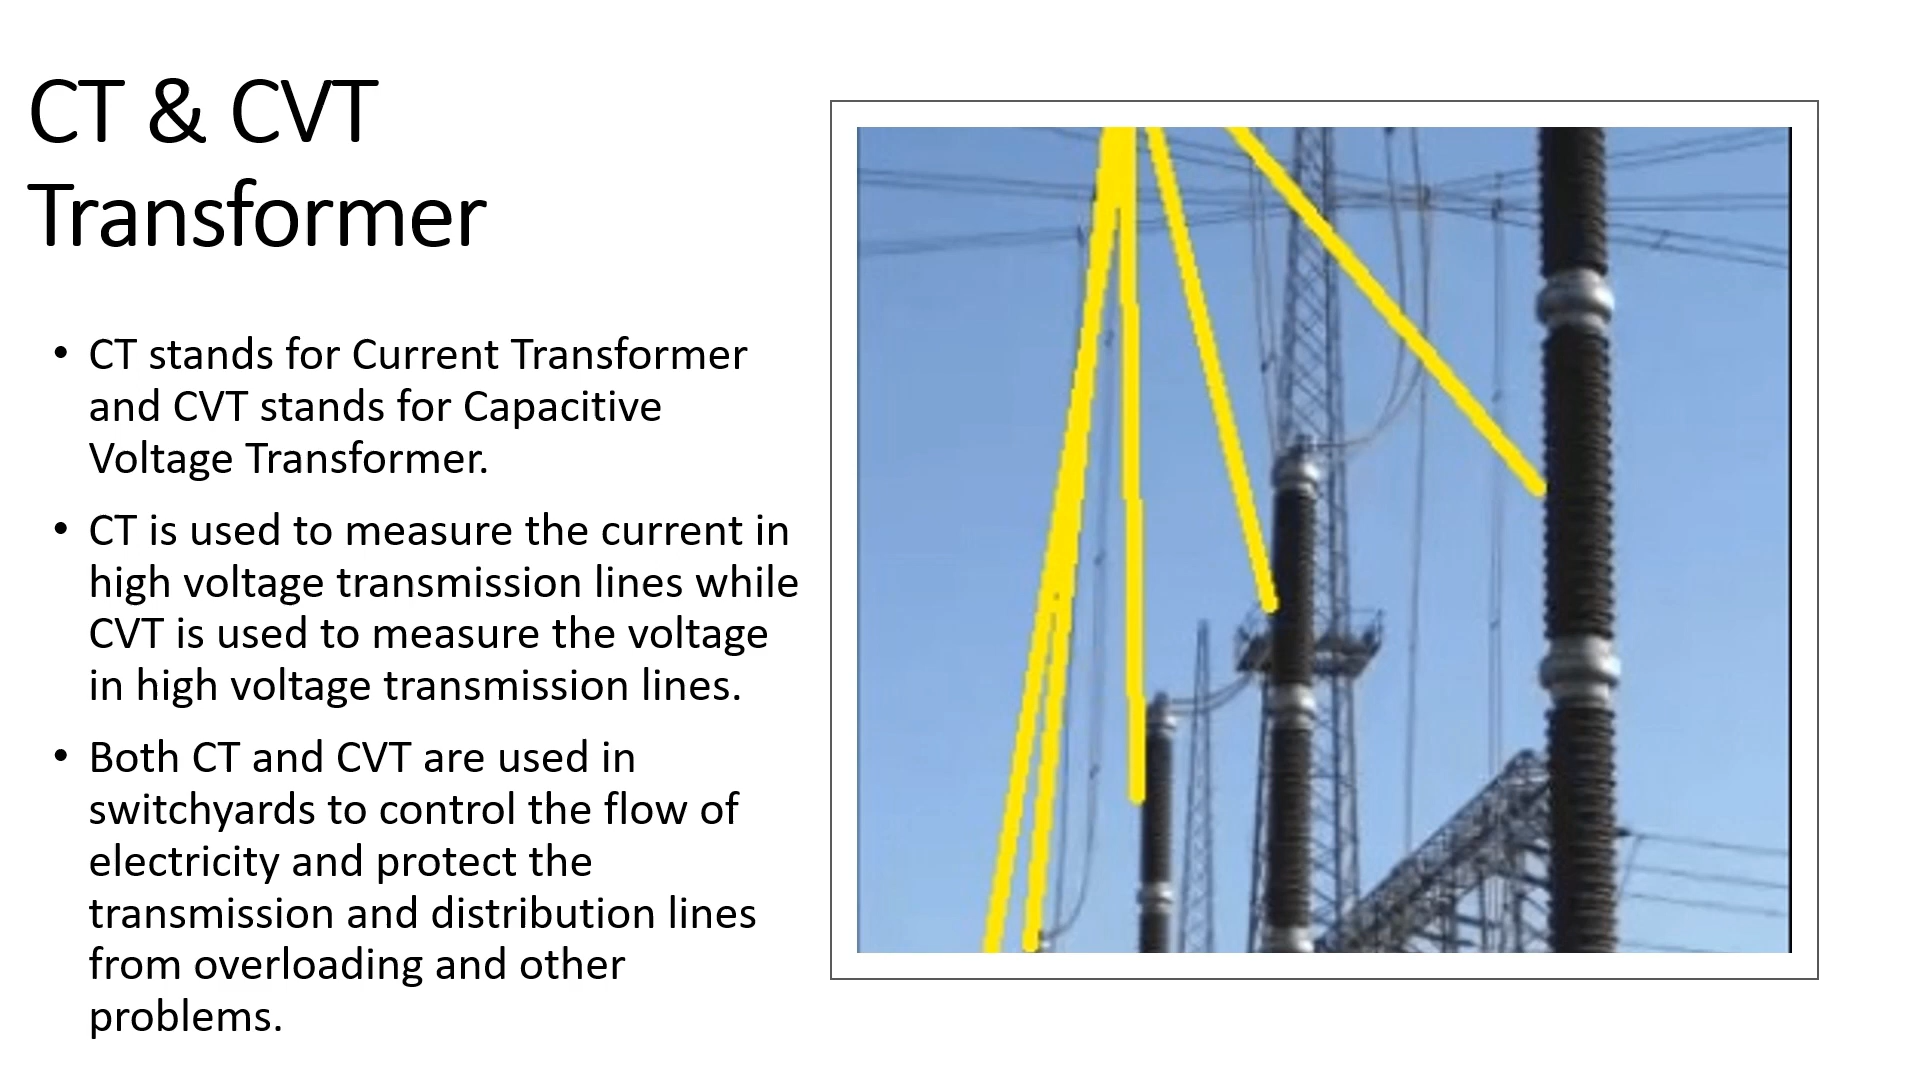 CT & CVT
Transformer
• CT stands for Current Transformer
and CVT stands for Capacitive
Voltage Transformer.
• CT is used to measure the current in
high voltage transmission lines while
CVT is used to measure the voltage
in high voltage transmission lines.
• Both CT and CVT are used in
switchyards to control the flow of
electricity and protect the
transmission and distribution lines
from overloading and other
problems.